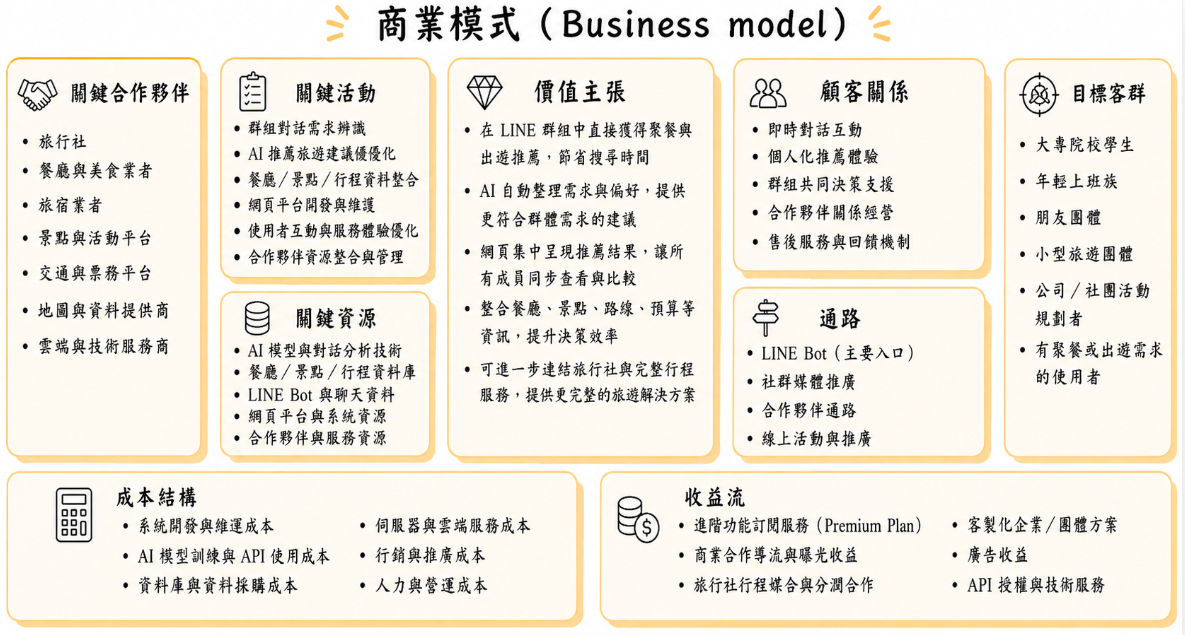 商業模式（Business model）
關鍵合作夥伴
• 旅行社
• 餐廳與美食業者
• 旅宿業者
• 景點與活動平台
• 交通與票務平台
• 地圖與資料提供商
• 雲端與技術服務商
關鍵活動
• 群組對話需求辨識
• AI 推薦旅遊建議優優化
• 餐廳／景點／行程資料整合
• 網頁平台開發與維護
• 使用者互動與服務體驗優化
• 合作夥伴資源整合與管理
關鍵資源
• AI 模型與對話分析技術
• 餐廳／景點／行程資料庫
• LINE Bot 與聊天資料
• 網頁平台與系統資源
• 合作夥伴與服務資源
價值主張
• 在 LINE 群組中直接獲得聚餐與
出遊推薦，節省搜尋時間
• AI 自動整理需求與偏好，提供
更符合群體需求的建議
• 網頁集中呈現推薦結果，讓所
有成員同步查看與比較
• 整合餐廳、景點、路線、預算等
資訊，提升決策效率
• 可進一步連結旅行社與完整行程
服務，提供更完整的旅遊解決方案
顧客關係
• 即時對話互動
• 個人化推薦體驗
• 群組共同決策支援
• 合作夥伴關係經營
• 售後服務與回饋機制
通路
• LINE Bot（主要入口）
• 社群媒體推廣
• 合作夥伴通路
• 線上活動與推廣
目標客群
• 大專院校學生
• 年輕上班族
• 朋友團體
• 小型旅遊團體
• 公司／社團活動
規劃者
• 有聚餐或出遊需求
的使用者
成本結構
• 系統開發與維運成本
• AI 模型訓練與 API 使用成本
• 資料庫與資料採購成本
• 伺服器與雲端服務成本
• 行銷與推廣成本
• 人力與營運成本
收益流
• 進階功能訂閱服務（Premium Plan）
• 商業合作導流與曝光收益
• 旅行社行程媒合與分潤合作
• 客製化企業／團體方案
• 廣告收益
• API 授權與技術服務